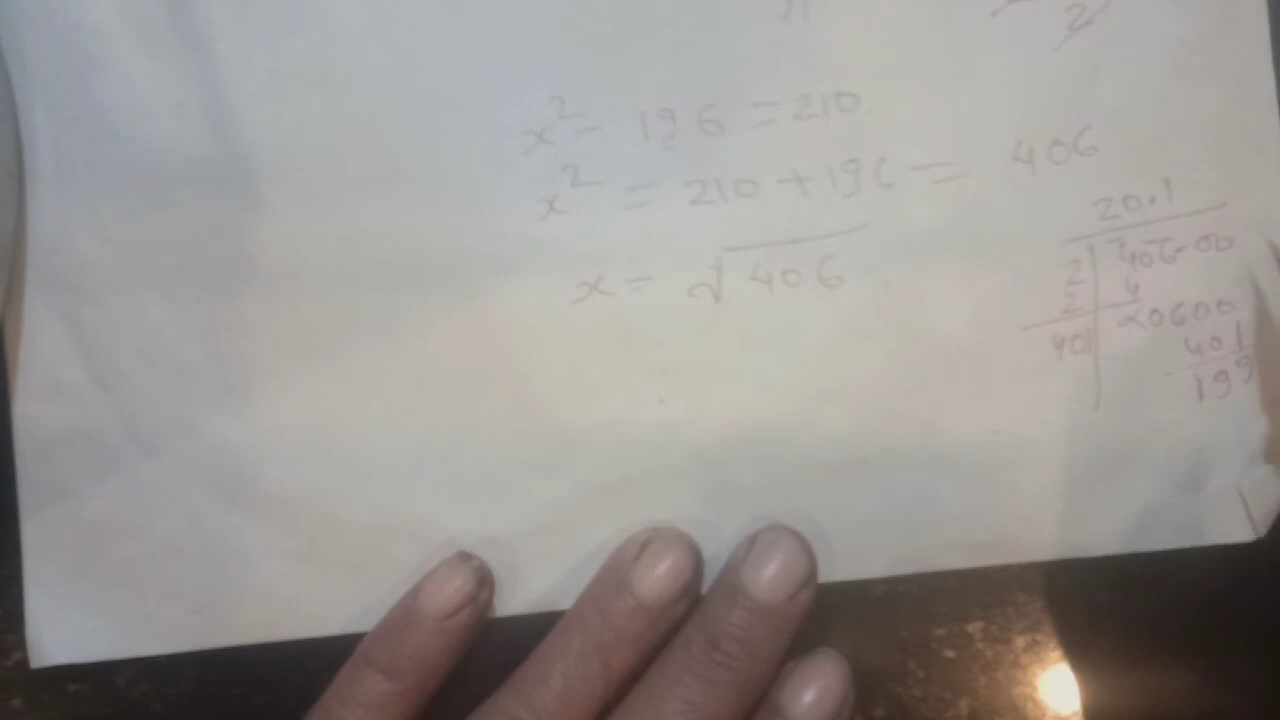 2
x² - 196 = 210
x² = 210 + 196 = 406
x = √406
20.1
2 | 406.00
2 | 4
401 | 00600
401
199